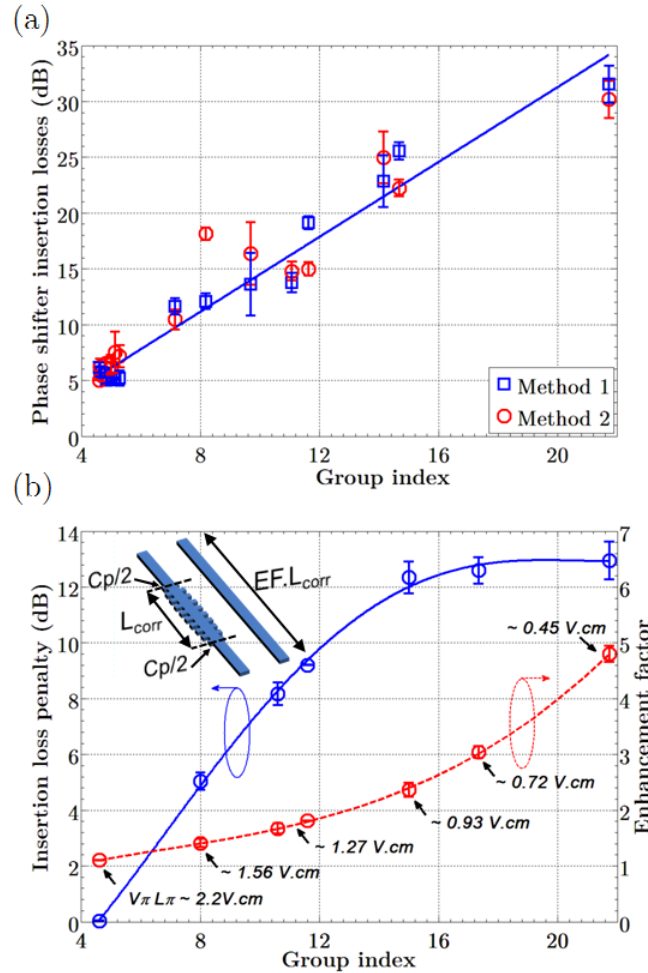 (a)
Phase shifter insertion losses (dB)
35
30
25
20
15
10
5
0
4
8
12
16
20
Group index
Method 1
Method 2
(b)
Insertion loss penalty (dB)
14
12
10
8
6
4
2
0
4
8
12
16
20
Group index
7
6
5
4
3
2
1
0
Enhancement factor
Cp/2
L_corr
Cp/2
EF.L_corr
~ 0.45 V.cm
~ 0.72 V.cm
~ 0.93 V.cm
~ 1.27 V.cm
~ 1.56 V.cm
Vπ Lπ ~ 2.2V.cm